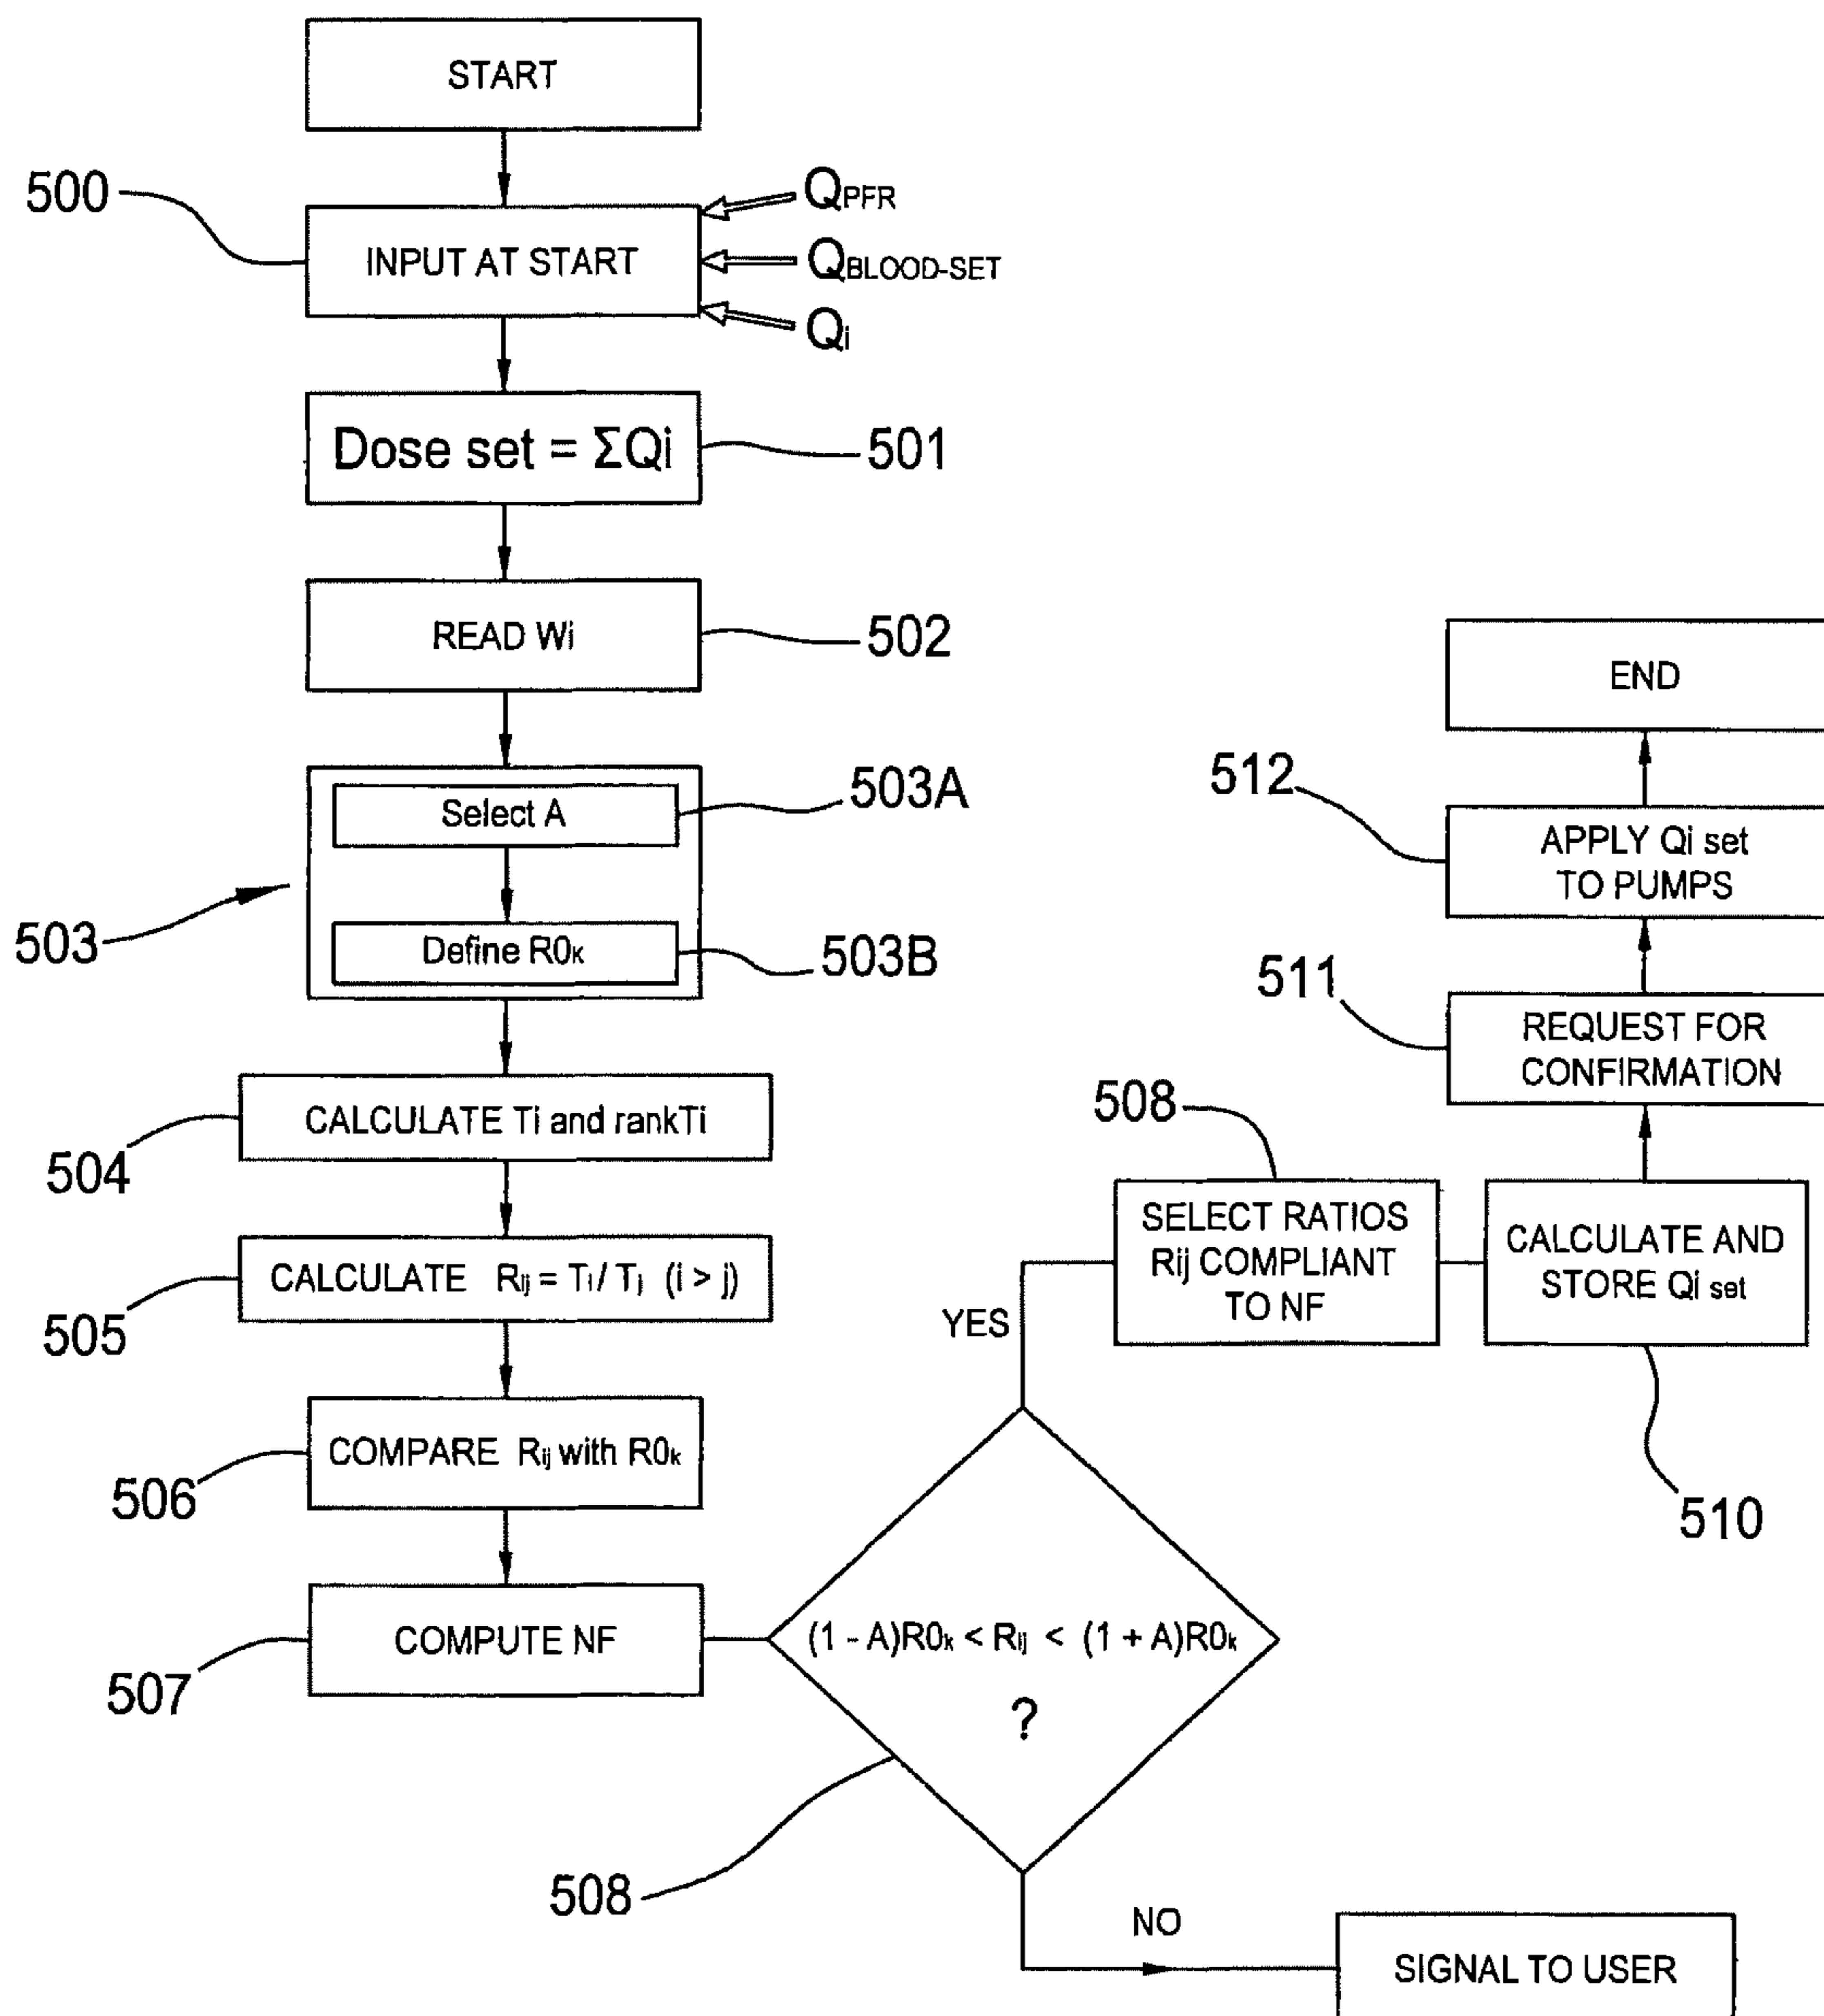 START
500
INPUT AT START
QPFR
QBLOOD-SET
Qi
Dose set = ΣQi
501
READ Wi
502
503
Select A
503A
Define R0k
503B
CALCULATE Ti and rankTi
504
CALCULATE Rij = Ti / Tj (i > j)
505
COMPARE Rij with R0k
506
COMPUTE NF
507
(1 - A)R0k < Rij < (1 + A)R0k
?
508
YES
NO
SIGNAL TO USER
508
SELECT RATIOS
Rij COMPLIANT
TO NF
CALCULATE AND
STORE Qi set
510
511
REQUEST FOR
CONFIRMATION
512
APPLY Qi set
TO PUMPS
END